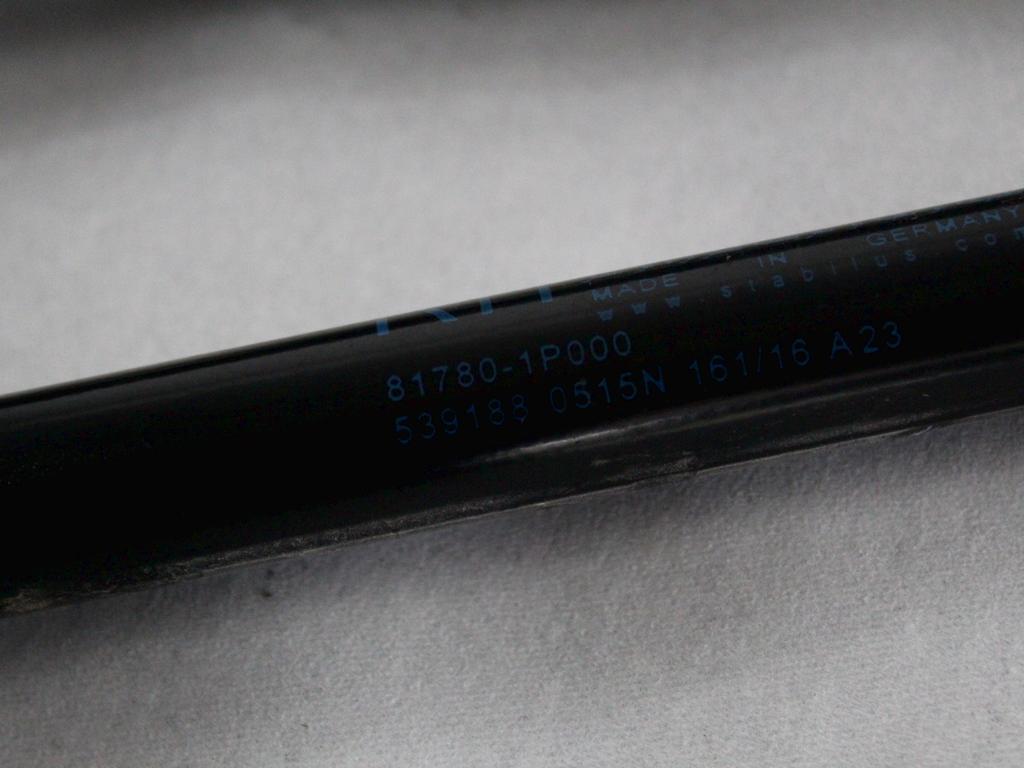 MADE IN GERMANY
www.stabilus.com
81780-1P000
539188 0515N 161/16 A23